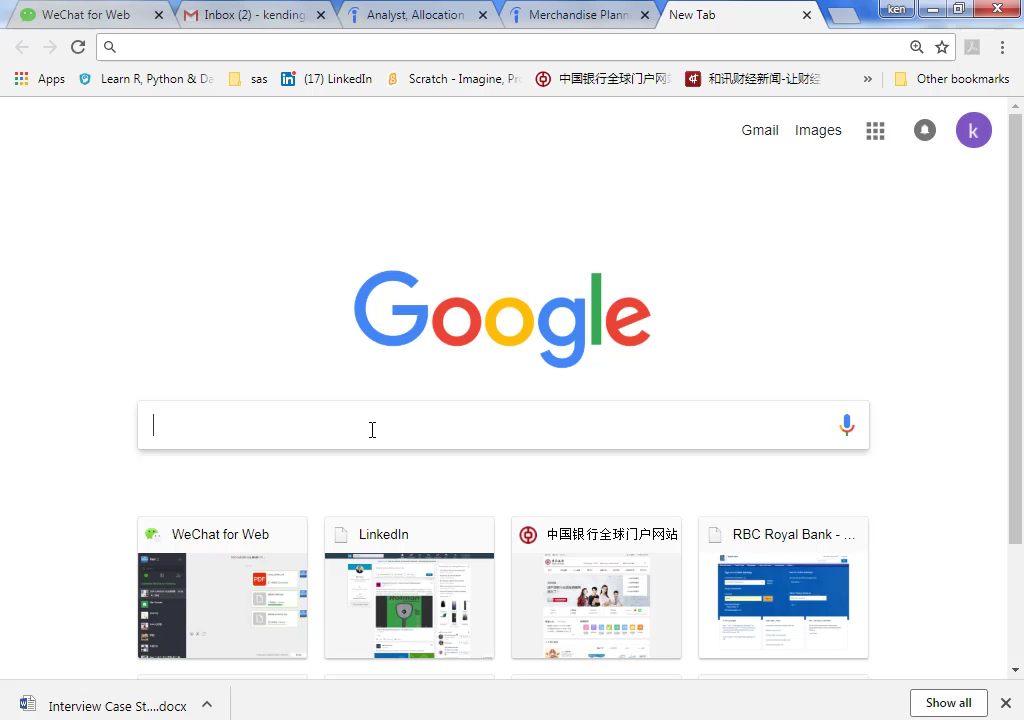 WeChat for Web
Inbox (2) - kending
Analyst, Allocation
Merchandise Plann
New Tab
ken
Apps
Learn R, Python & Da
sas
(17) LinkedIn
Scratch - Imagine, Pr
中国银行全球门户网
和讯财经新闻-让财经
»
Other bookmarks
Gmail
Images
k
Google
WeChat for Web
LinkedIn
中国银行全球门户网站
RBC Royal Bank - ...
PDF
Interview Case St....docx
Show all